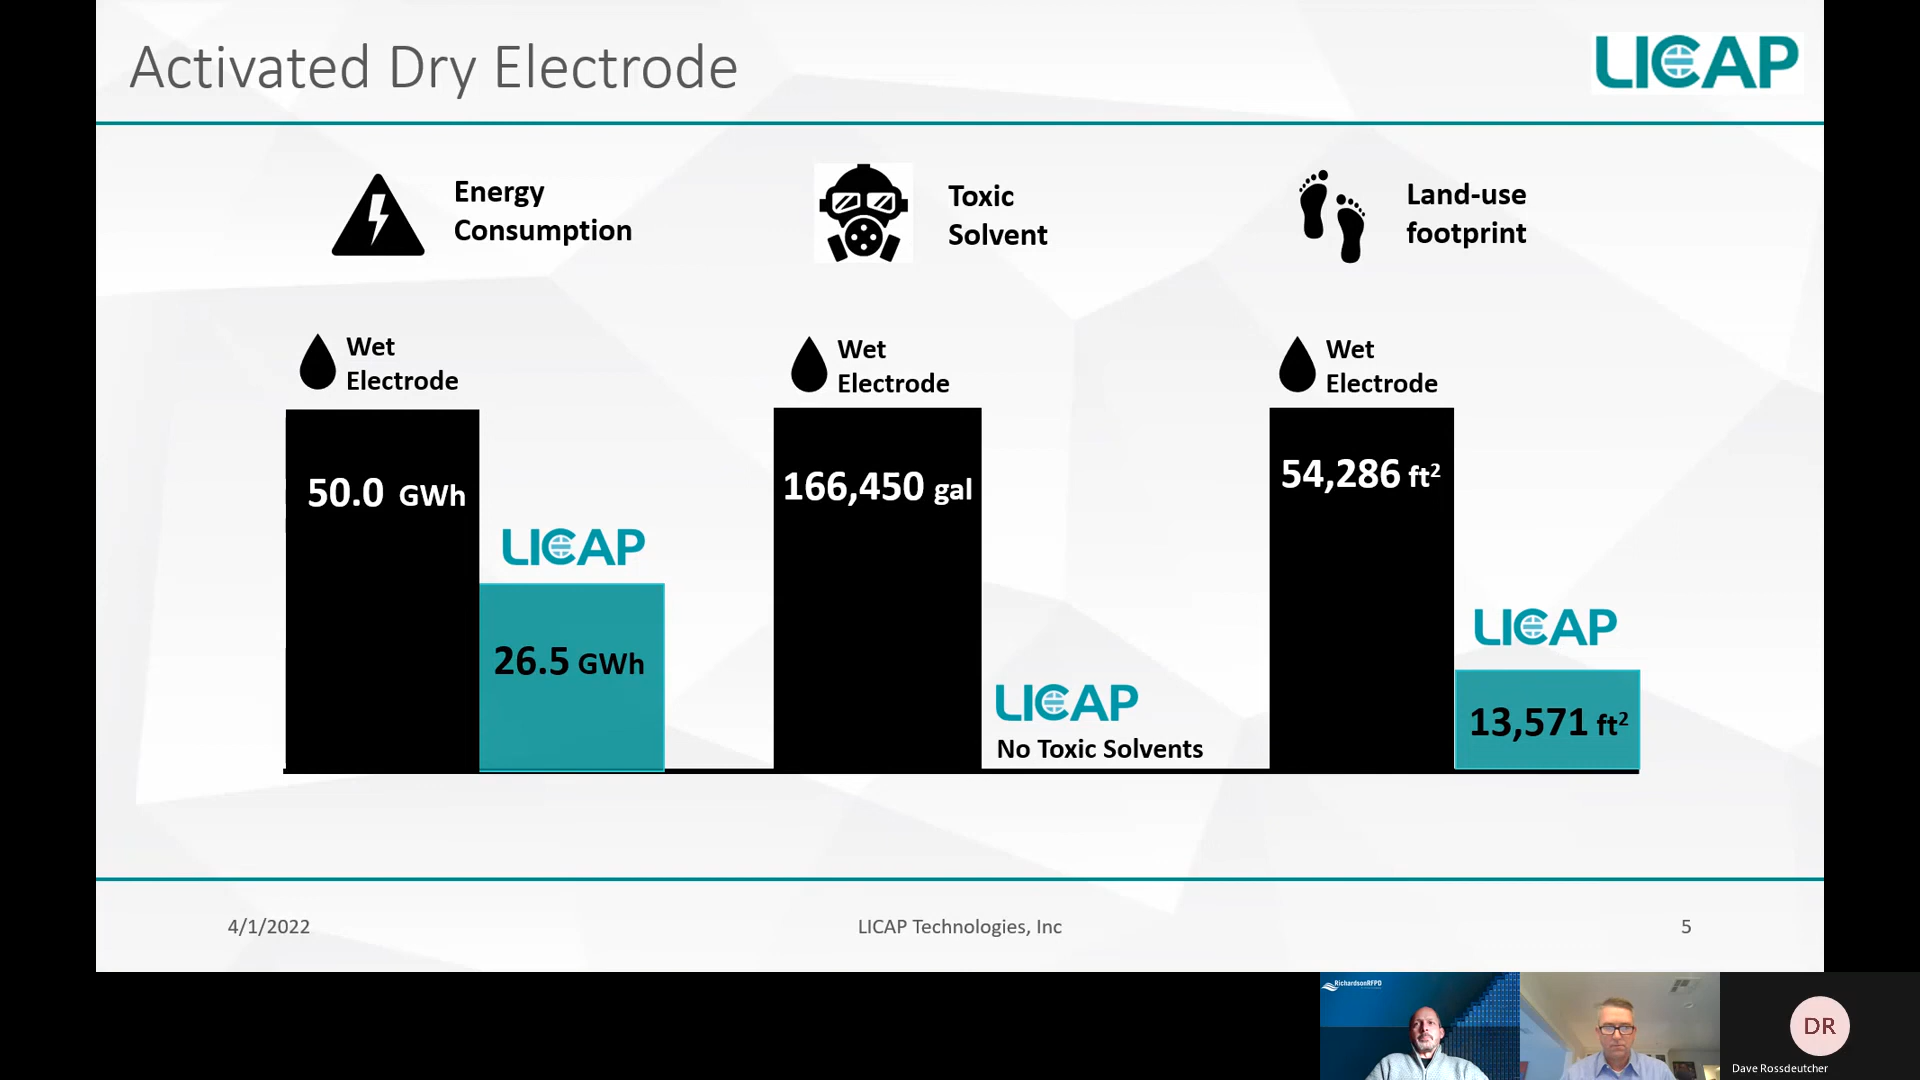 Activated Dry Electrode
LICAP
Energy
Consumption
Toxic
Solvent
Land-use
footprint
Wet
Electrode
Wet
Electrode
Wet
Electrode
50.0 GWh
166,450 gal
54,286 ft²
LICAP
26.5 GWh
LICAP
No Toxic Solvents
LICAP
13,571 ft²
4/1/2022
LICAP Technologies, Inc
5
RichardsonRFPD
DR
Dave Rossdeutcher